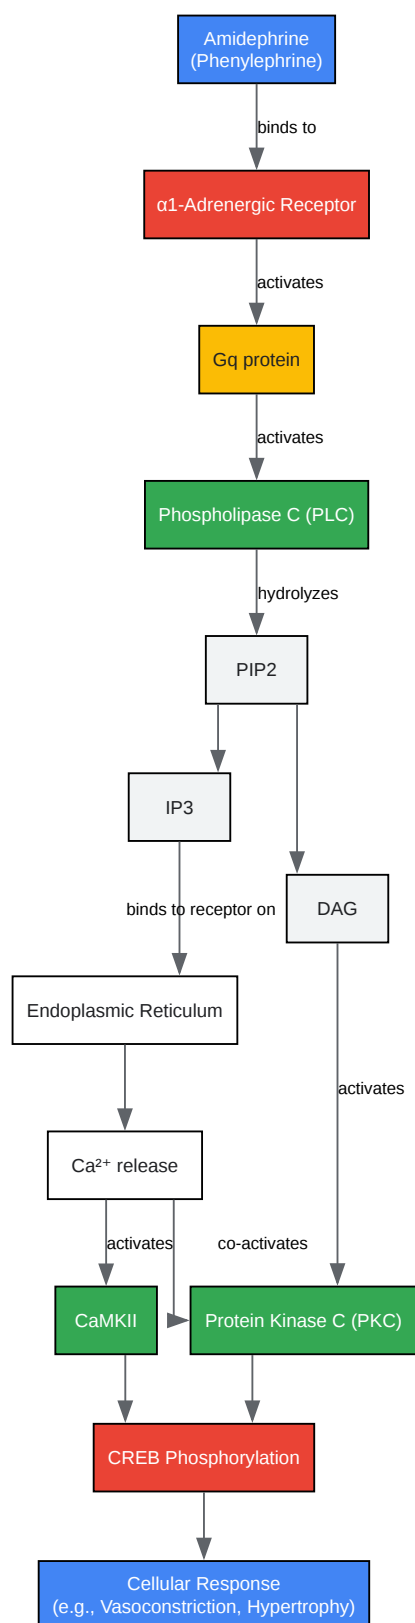 Amidephrine
(Phenylephrine)
binds to
α1-Adrenergic Receptor
activates
Gq protein
activates
Phospholipase C (PLC)
hydrolyzes
PIP2
IP3
DAG
binds to receptor on
Endoplasmic Reticulum
activates
Ca²⁺ release
activates
co-activates
CaMKII
Protein Kinase C (PKC)
CREB Phosphorylation
Cellular Response
(e.g., Vasoconstriction, Hypertrophy)